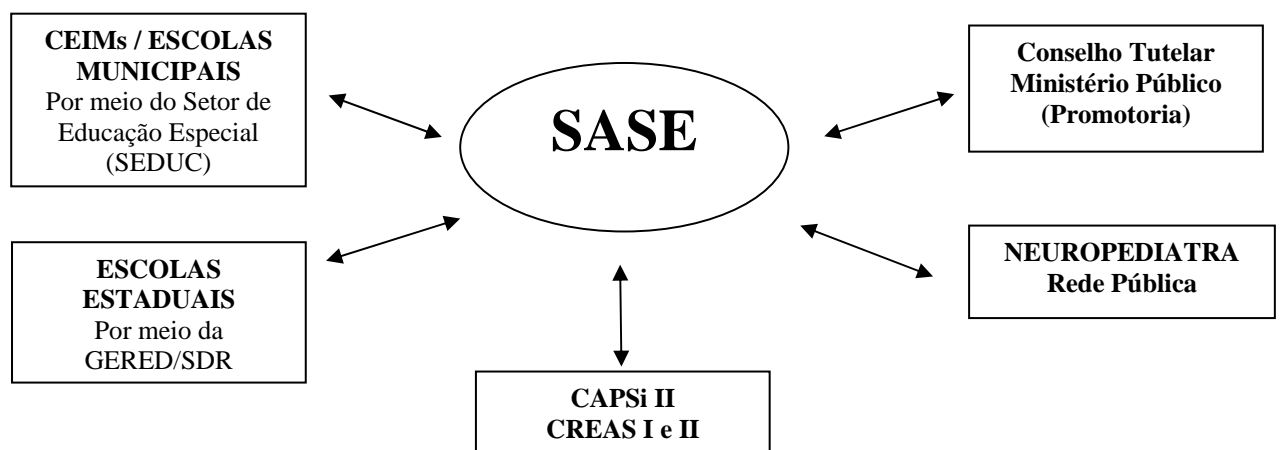 CEIMs / ESCOLAS
MUNICIPAIS
Por meio do Setor de
Educação Especial
(SEDUC)
SASE
Conselho Tutelar
Ministério Público
(Promotoria)
ESCOLAS
ESTADUAIS
Por meio da
GERED/SDR
NEUROPEDIATRA
Rede Pública
CAPSi II
CREAS I e II